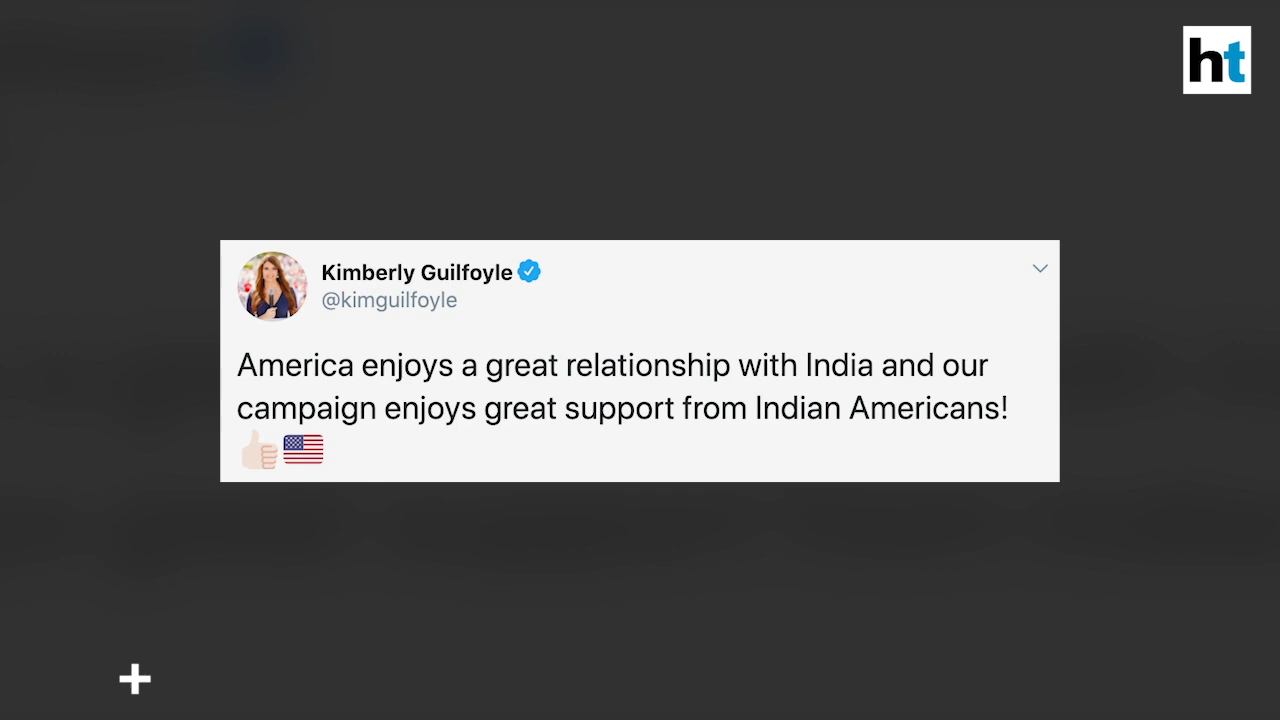 ht
Kimberly Guilfoyle
@kimguilfoyle
America enjoys a great relationship with India and our
campaign enjoys great support from Indian Americans!
👍🏻🇺🇸